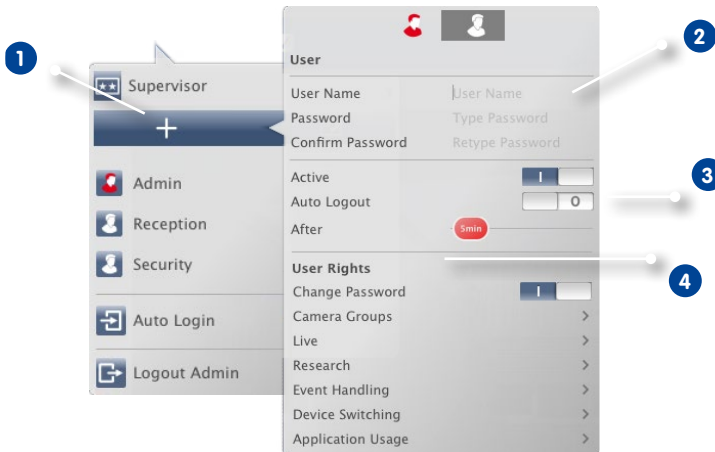 1
Supervisor
+
Admin
Reception
Security
Auto Login
Logout Admin
User
User Name User Name
Password Type Password
Confirm Password Retype Password
2
Active I
Auto Logout O
After 5min
3
User Rights
4
Change Password I
Camera Groups >
Live >
Research >
Event Handling >
Device Switching >
Application Usage >